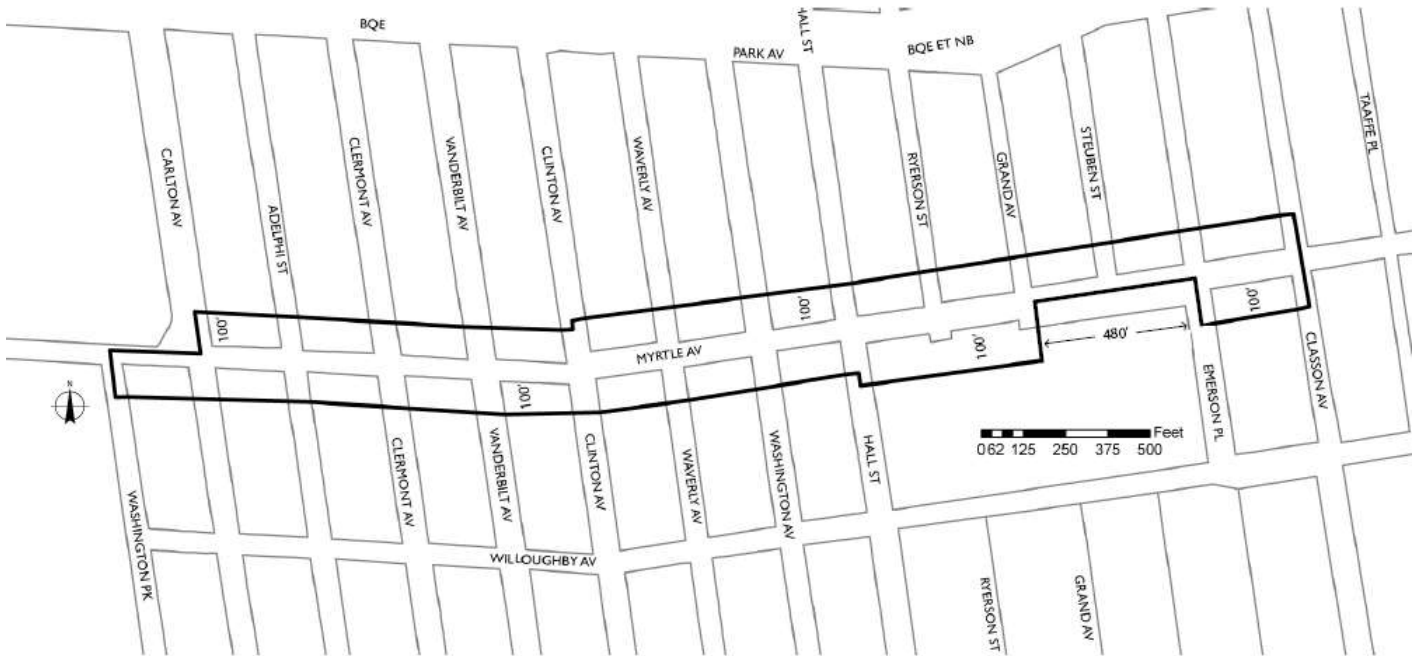 BQE
HALL ST
PARK AV
BQE ET NB
TAAFFE PL
CARLTON AV
CLERMONT AV
VANDERBILT AV
CLINTON AV
WAVERLY AV
RYERSON ST
GRAND AV
STEUBEN ST
ADELPHI ST
100'
100'
100'
MYRTLE AV
100'
480'
100'
N
EMERSON PL
CLASSON AV
Feet
0 62 125 250 375 500
CLERMONT AV
VANDERBILT AV
CLINTON AV
WAVERLY AV
WASHINGTON AV
HALL ST
WASHINGTON PK
WILLOUGHBY AV
RYERSON ST
GRAND AV